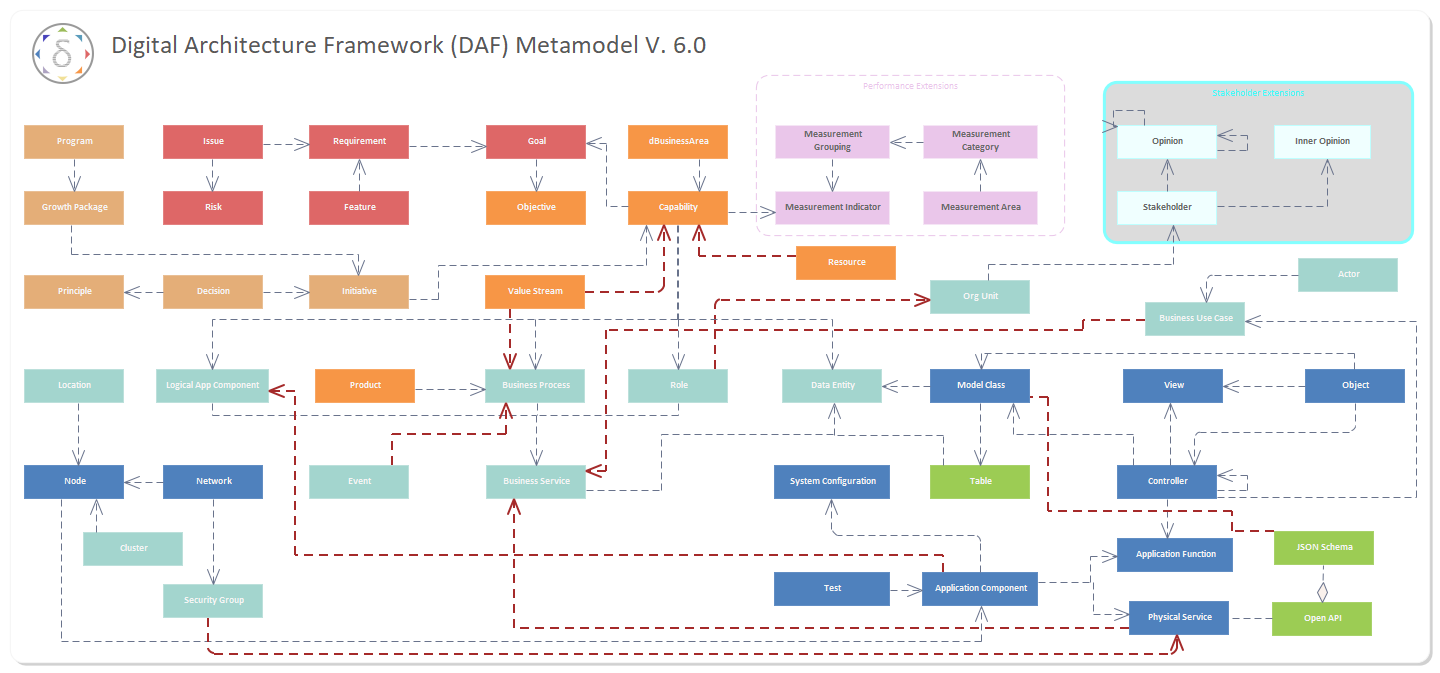 Digital Architecture Framework (DAF) Metamodel V. 6.0
Performance Extensions
Stakeholder Extensions
Program
Issue
Requirement
Goal
dBusinessArea
Measurement
Grouping
Measurement
Category
Opinion
Inner Opinion
Growth Package
Risk
Feature
Objective
Capability
Measurement Indicator
Measurement Area
Stakeholder
Resource
Actor
Principle
Decision
Initiative
Value Stream
Org Unit
Business Use Case
Location
Logical App Component
Product
Business Process
Role
Data Entity
Model Class
View
Object
Node
Network
Event
Business Service
System Configuration
Table
Controller
Cluster
Application Function
JSON Schema
Security Group
Test
Application Component
Physical Service
Open API